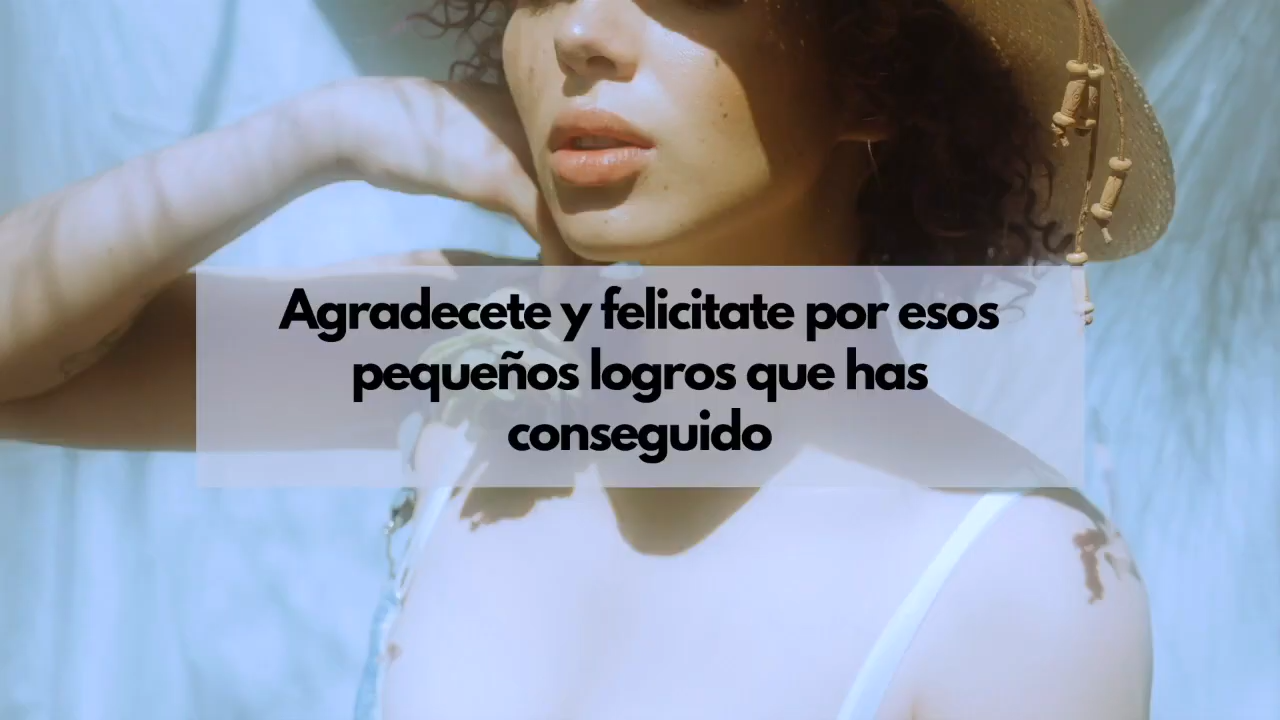 Agradecete y felicitate por esos
pequeños logros que has
conseguido